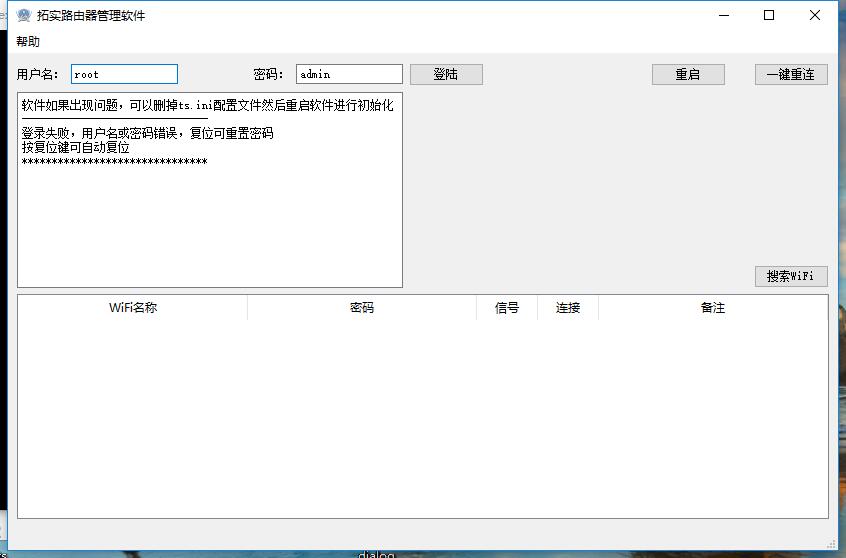 拓实路由器管理软件
帮助
用户名： root 密码： admin 登陆 重启 一键重连
软件如果出现问题，可以删掉ts.ini配置文件然后重启软件进行初始化
登录失败，用户名或密码错误，复位可重置密码
按复位键可自动复位
*******************************
搜索WiFi
WiFi名称 密码 信号 连接 备注
dialog